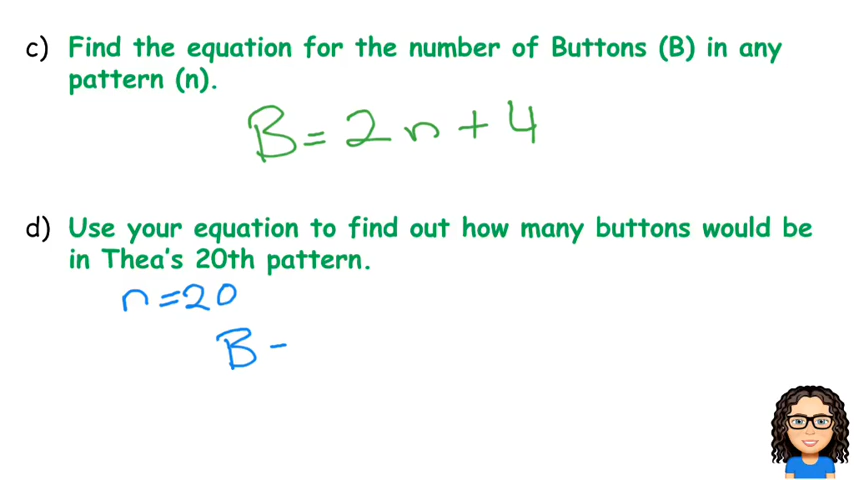 c) Find the equation for the number of Buttons (B) in any
pattern (n).
B = 2n + 4
d) Use your equation to find out how many buttons would be
in Thea's 20th pattern.
n = 20
B -